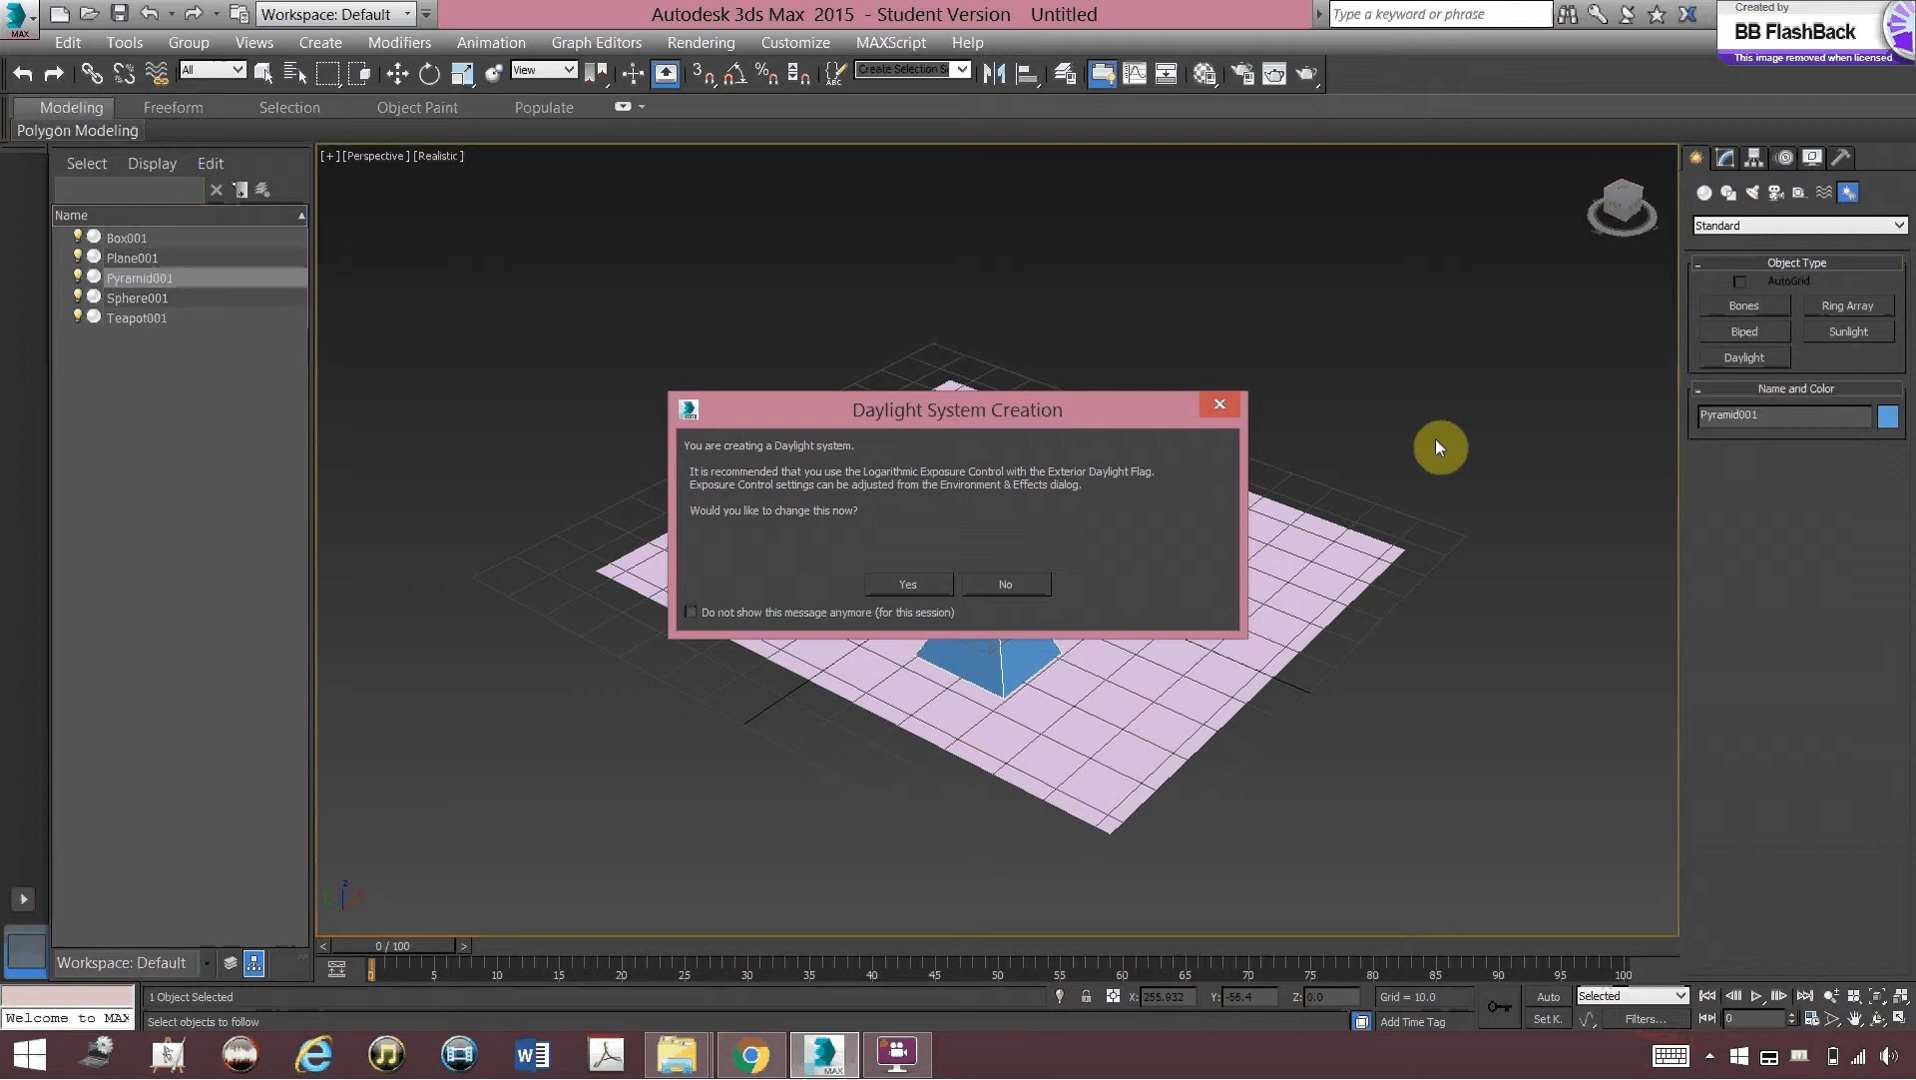 Workspace: Default
Autodesk 3ds Max 2015 - Student Version Untitled
Type a keyword or phrase
Created by
BB FlashBack
This image removed when licensed
MAX
Edit Tools Group Views Create Modifiers Animation Graph Editors Rendering Customize MAXScript Help
All
View
3
ABC
Create Selection Se
Modeling Freeform Selection Object Paint Populate
Polygon Modeling
Select Display Edit
[+] [Perspective ] [Realistic ]
Name
Box001
Plane001
Pyramid001
Sphere001
Teapot001
Standard
Object Type
AutoGrid
Bones Ring Array
Biped Sunlight
Daylight
Name and Color
Pyramid001
Daylight System Creation
You are creating a Daylight system.
It is recommended that you use the Logarithmic Exposure Control with the Exterior Daylight Flag.
Exposure Control settings can be adjusted from the Environment & Effects dialog.
Would you like to change this now?
Yes No
Do not show this message anymore (for this session)
z
< 0 / 100 >
Workspace: Default
5 10 15 20 25 30 35 40 45 50 55 60 65 70 75 80 85 90 95 100
1 Object Selected
X: 255.932 Y: -56.4 Z: 0.0 Grid = 10.0
Auto Selected
Welcome to MAX
Select objects to follow
Add Time Tag
Set K. Filters... 0
MAX